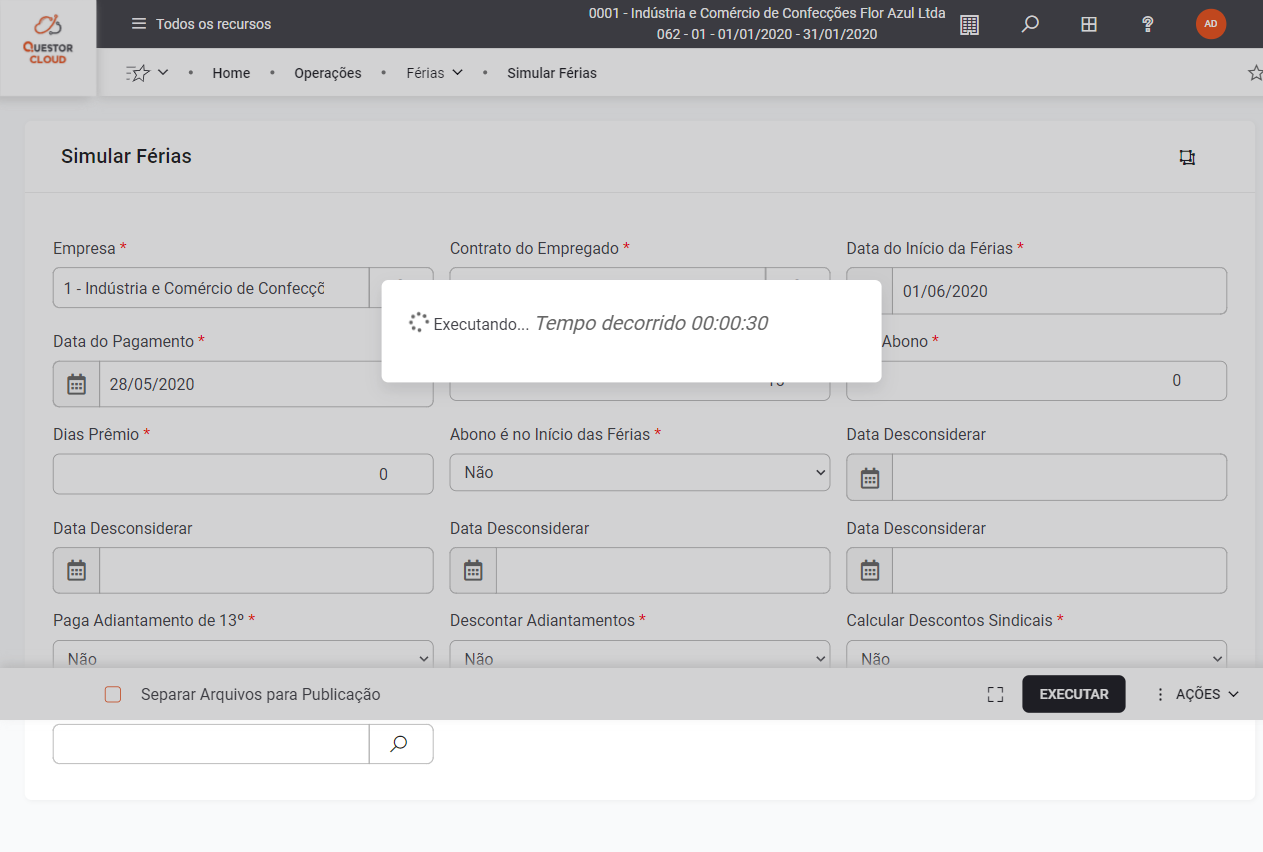 QUESTOR
CLOUD
Todos os recursos
0001 - Indústria e Comércio de Confecções Flor Azul Ltda
062 - 01 - 01/01/2020 - 31/01/2020
AD
Home • Operações • Férias • Simular Férias
Simular Férias
Empresa * Contrato do Empregado * Data do Início da Férias *
1 - Indústria e Comércio de Confecçõ 01/06/2020
Executando... Tempo decorrido 00:00:30
Data do Pagamento * Abono *
28/05/2020 0
Dias Prêmio * Abono é no Início das Férias * Data Desconsiderar
0 Não
Data Desconsiderar Data Desconsiderar Data Desconsiderar
Paga Adiantamento de 13º * Descontar Adiantamentos * Calcular Descontos Sindicais *
Não Não Não
Separar Arquivos para Publicação EXECUTAR AÇÕES